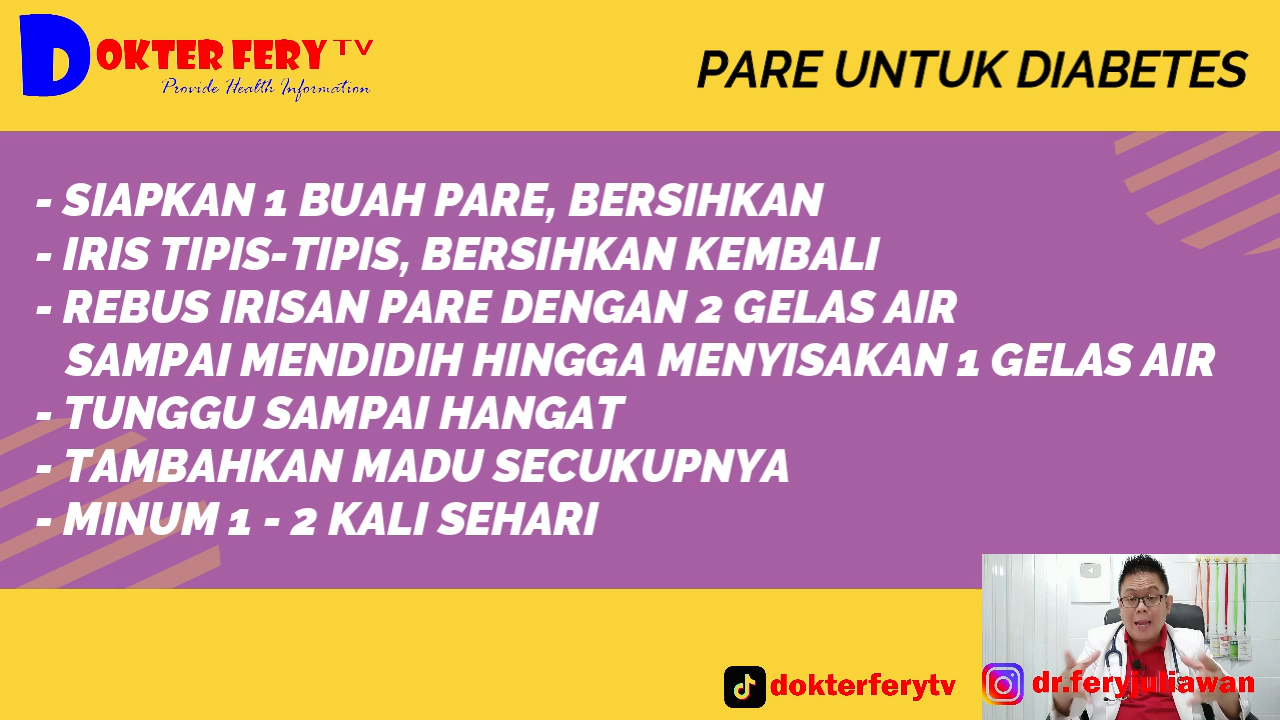 DOKTER FERY TV
Provide Health Information
PARE UNTUK DIABETES
- SIAPKAN 1 BUAH PARE, BERSIHKAN
- IRIS TIPIS-TIPIS, BERSIHKAN KEMBALI
- REBUS IRISAN PARE DENGAN 2 GELAS AIR
SAMPAI MENDIDIH HINGGA MENYISAKAN 1 GELAS AIR
- TUNGGU SAMPAI HANGAT
- TAMBAHKAN MADU SECUKUPNYA
- MINUM 1 - 2 KALI SEHARI
dokterferytv
dr.feryjuliawan